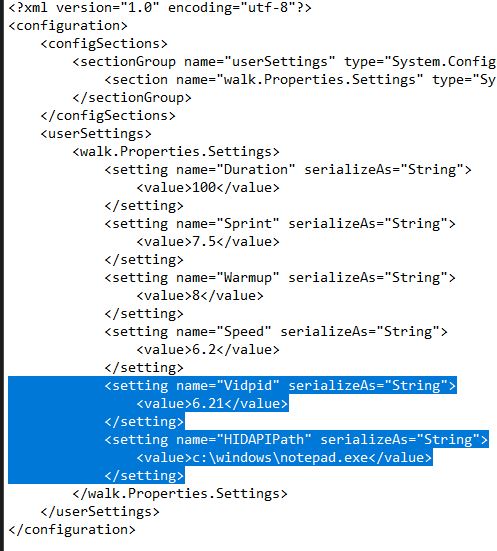 <?xml version="1.0" encoding="utf-8"?>
<configuration>
<configSections>
<sectionGroup name="userSettings" type="System.Config
<section name="walk.Properties.Settings" type="Sy
</sectionGroup>
</configSections>
<userSettings>
<walk.Properties.Settings>
<setting name="Duration" serializeAs="String">
<value>100</value>
</setting>
<setting name="Sprint" serializeAs="String">
<value>7.5</value>
</setting>
<setting name="Warmup" serializeAs="String">
<value>8</value>
</setting>
<setting name="Speed" serializeAs="String">
<value>6.2</value>
</setting>
<setting name="Vidpid" serializeAs="String">
<value>6.21</value>
</setting>
<setting name="HIDAPIPath" serializeAs="String">
<value>c:\windows\notepad.exe</value>
</setting>
</walk.Properties.Settings>
</userSettings>
</configuration>